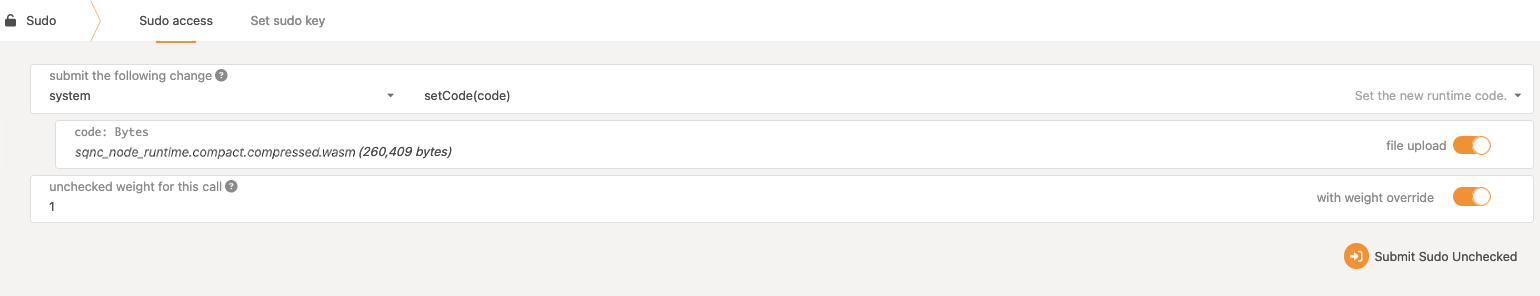 Sudo Sudo access Set sudo key
submit the following change ?
system setCode(code) Set the new runtime code.
code: Bytes
sqnc_node_runtime.compact.compressed.wasm (260,409 bytes) file upload
unchecked weight for this call ?
1 with weight override
Submit Sudo Unchecked